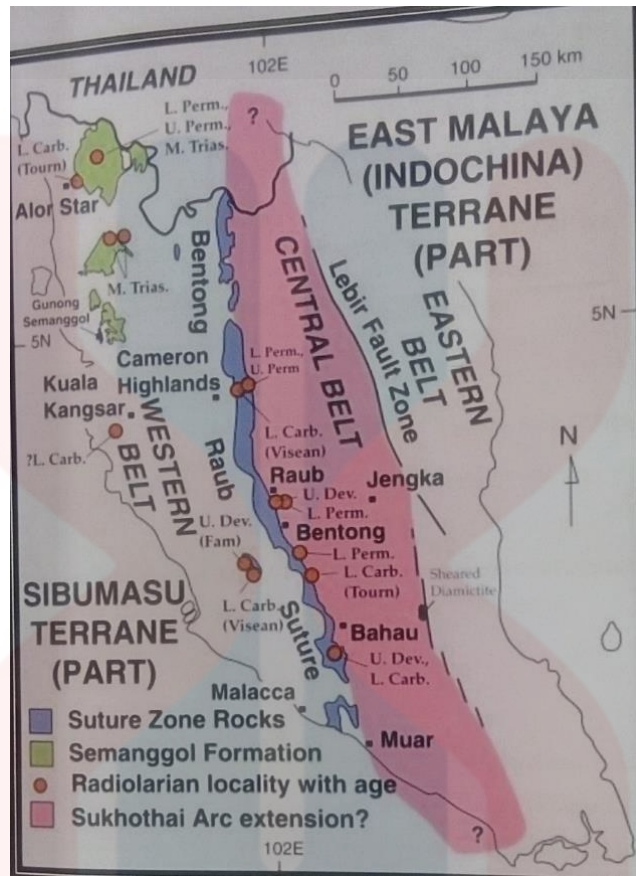 102E
0 50 100 150 km
THAILAND
L. Perm.,
U. Perm.,
M. Trias.
?
L. Carb.
(Tourn)
Alor Star
EAST MALAYA
(INDOCHINA)
TERRANE
(PART)
M. Trias.
Gunong
Semanggol
5N
5N
Bentong
Raub
Suture
CENTRAL BELT
Lebir Fault Zone
EASTERN
BELT
Cameron
Highlands
L. Perm.,
U. Perm
Kuala
Kangsar
WESTERN
BELT
L. Carb.
(Visean)
?L. Carb.
N
Raub
Jengka
U. Dev.
L. Perm.
U. Dev.
(Fam)
Bentong
L. Perm.
L. Carb.
(Tourn)
Sheared
Diamictite
L. Carb.
(Visean)
SIBUMASU
TERRANE
(PART)
Bahau
U. Dev.,
L. Carb.
Malacca
Muar
Suture Zone Rocks
Semanggol Formation
Radiolarian locality with age
Sukhothai Arc extension?
?
102E